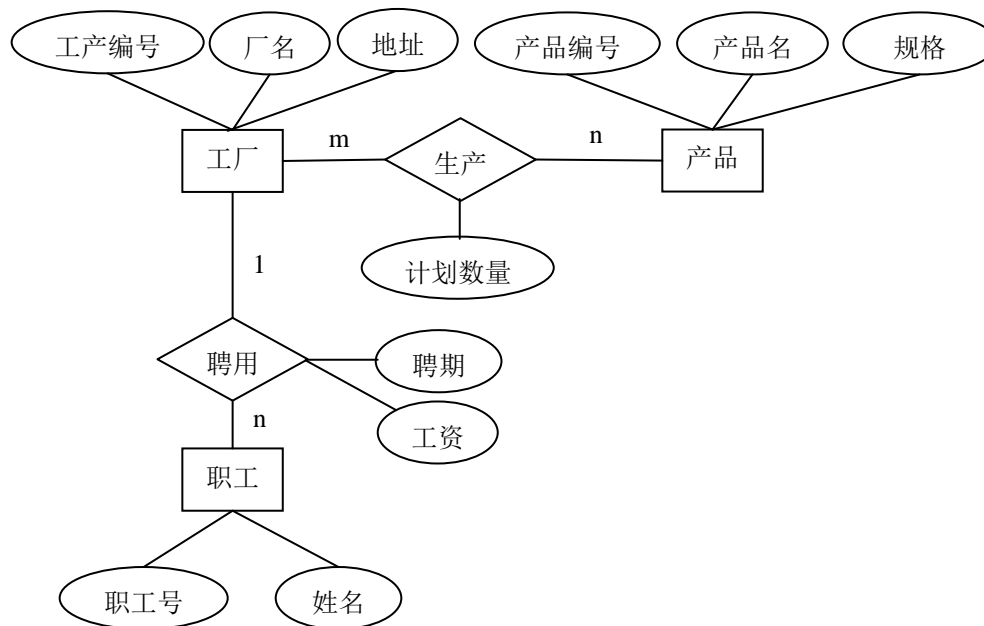 工产编号 厂名 地址 产品编号 产品名 规格
工厂 m 生产 n 产品
计划数量
1
聘用 聘期
n 工资
职工
职工号 姓名